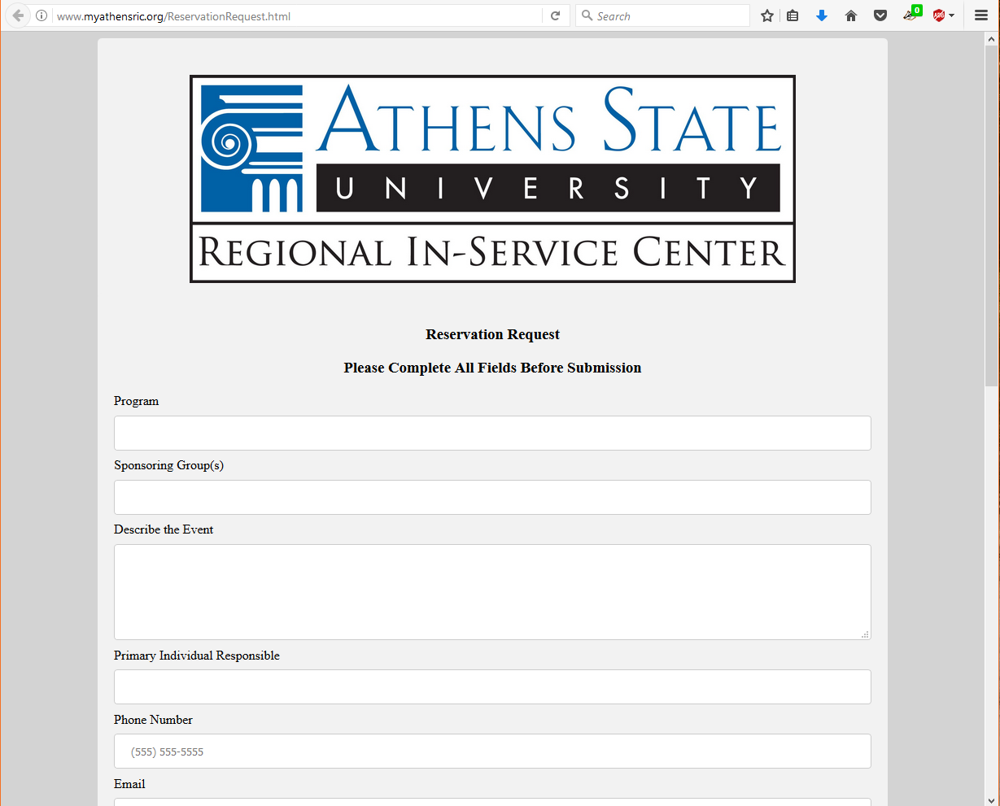 www.myathensric.org/ReservationRequest.html
Search
0
ABP
ATHENS STATE
UNIVERSITY
REGIONAL IN-SERVICE CENTER
Reservation Request
Please Complete All Fields Before Submission
Program
Sponsoring Group(s)
Describe the Event
Primary Individual Responsible
Phone Number
(555) 555-5555
Email